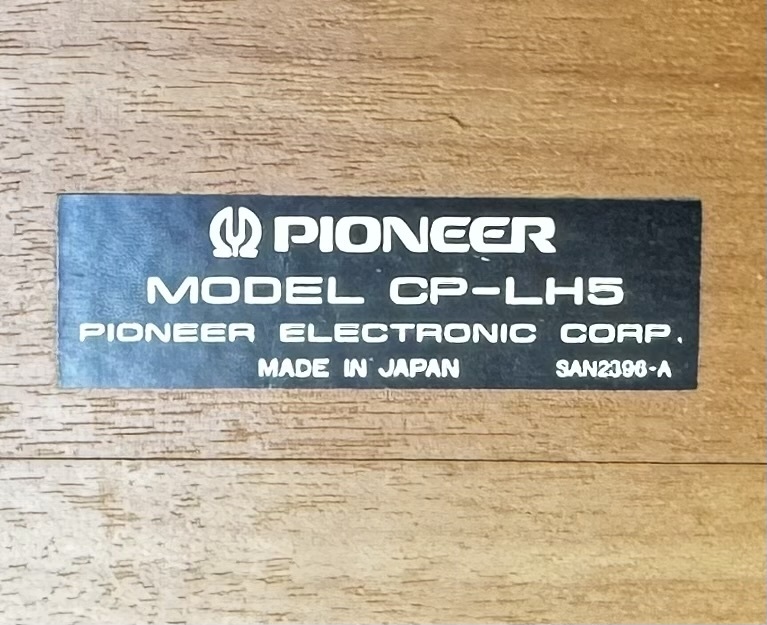 PIONEER
MODEL CP-LH5
PIONEER ELECTRONIC CORP.
MADE IN JAPAN SAN2396-A